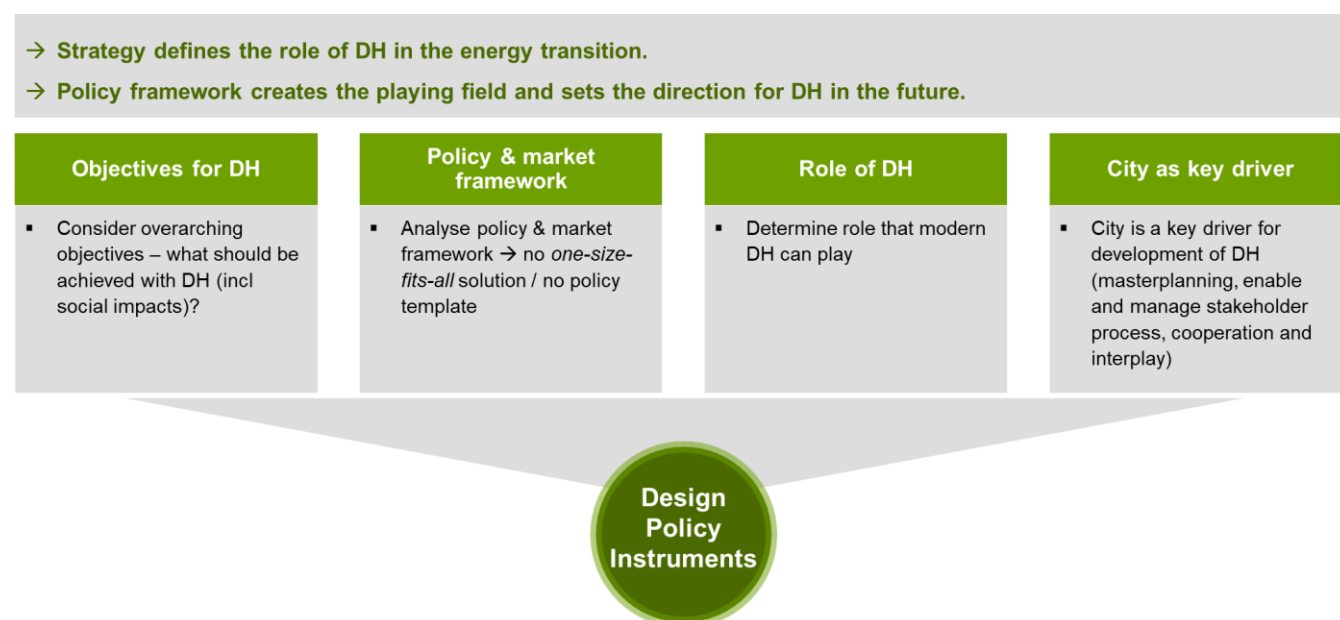 → Strategy defines the role of DH in the energy transition.
→ Policy framework creates the playing field and sets the direction for DH in the future.
Objectives for DH
▪ Consider overarching
objectives – what should be
achieved with DH (incl
social impacts)?
Policy & market
framework
▪ Analyse policy & market
framework → no one-size-
fits-all solution / no policy
template
Role of DH
▪ Determine role that modern
DH can play
City as key driver
▪ City is a key driver for
development of DH
(masterplanning, enable
and manage stakeholder
process, cooperation and
interplay)
Design
Policy
Instruments